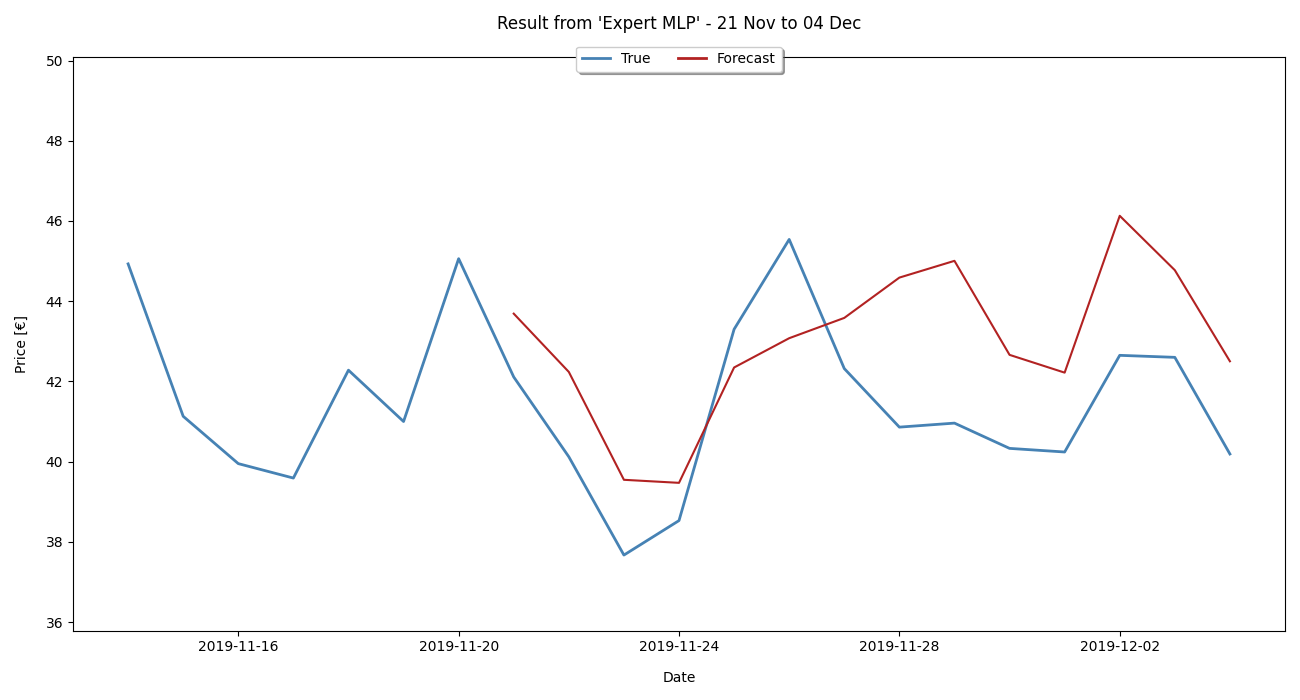 Result from 'Expert MLP' - 21 Nov to 04 Dec
True Forecast
50
48
46
44
42
40
38
36
Price [€]
2019-11-16 2019-11-20 2019-11-24 2019-11-28 2019-12-02
Date